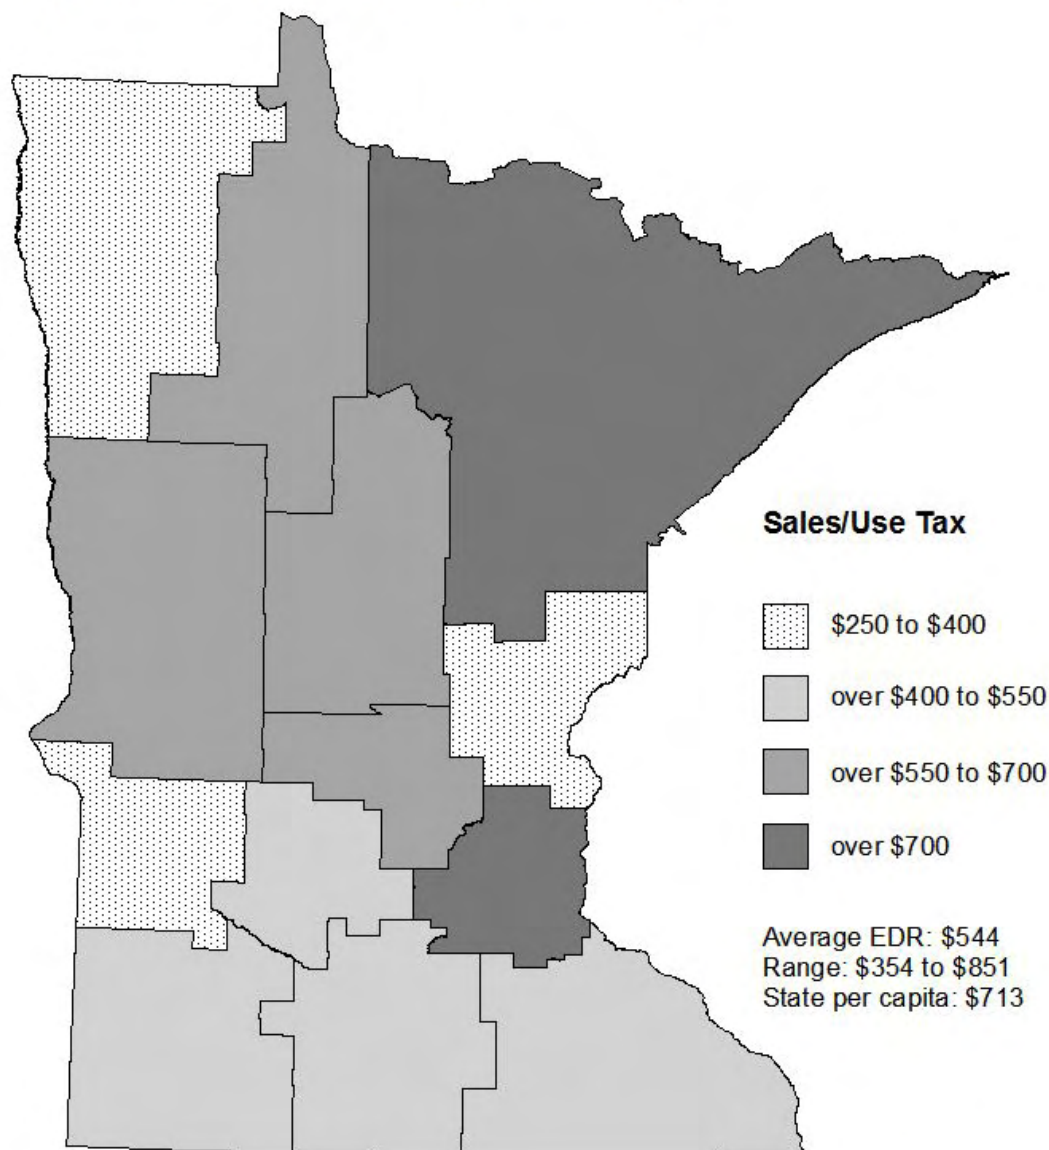 Sales/Use Tax
$250 to $400
over $400 to $550
over $550 to $700
over $700
Average EDR: $544
Range: $354 to $851
State per capita: $713